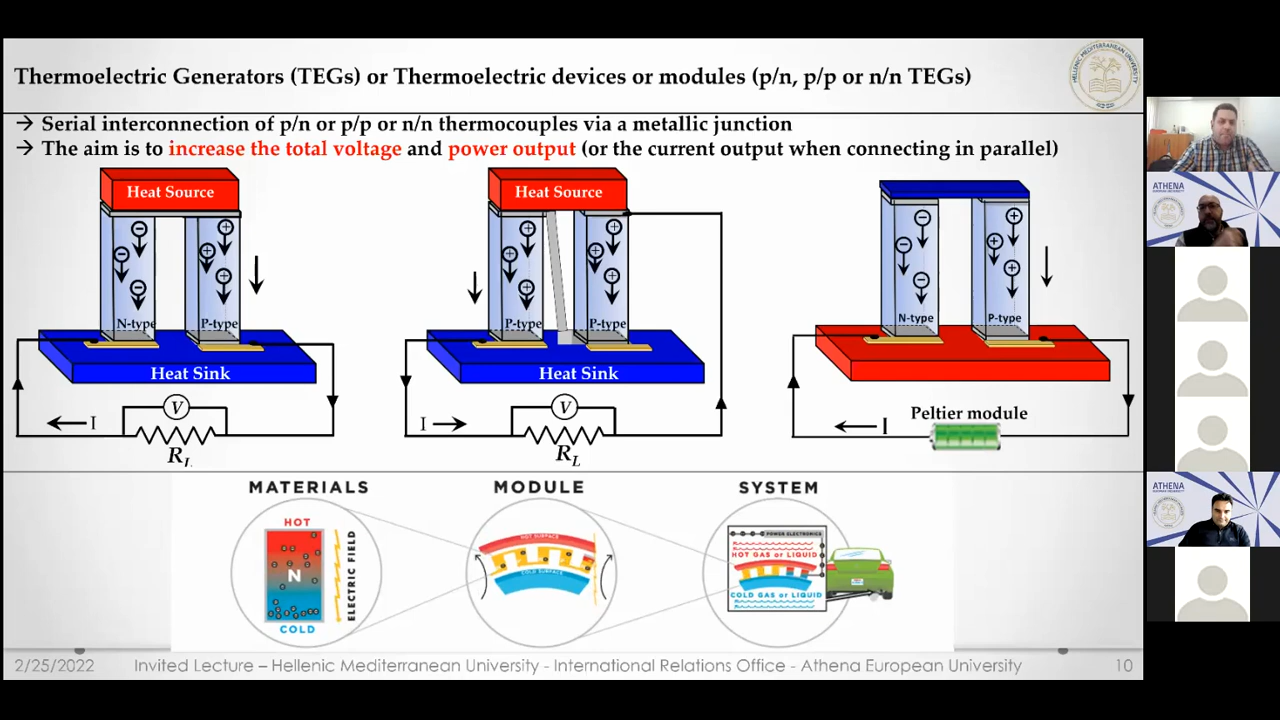 Thermoelectric Generators (TEGs) or Thermoelectric devices or modules (p/n, p/p or n/n TEGs)
→ Serial interconnection of p/n or p/p or n/n thermocouples via a metallic junction
→ The aim is to increase the total voltage and power output (or the current output when connecting in parallel)
Heat Source
Heat Source
N-type
P-type
P-type
P-type
N-type
P-type
Heat Sink
Heat Sink
V
V
I
I
I
Peltier module
R_L
R_L
MATERIALS
MODULE
SYSTEM
HOT
N
COLD
ELECTRIC FIELD
HOT SURFACE
COLD SURFACE
POWER ELECTRONICS
HOT GAS or LIQUID
COLD GAS or LIQUID
2/25/2022
Invited Lecture – Hellenic Mediterranean University - International Relations Office - Athena European University
10
HELLENIC MEDITERRANEAN UNIVERSITY
ATHENA
ATHENA